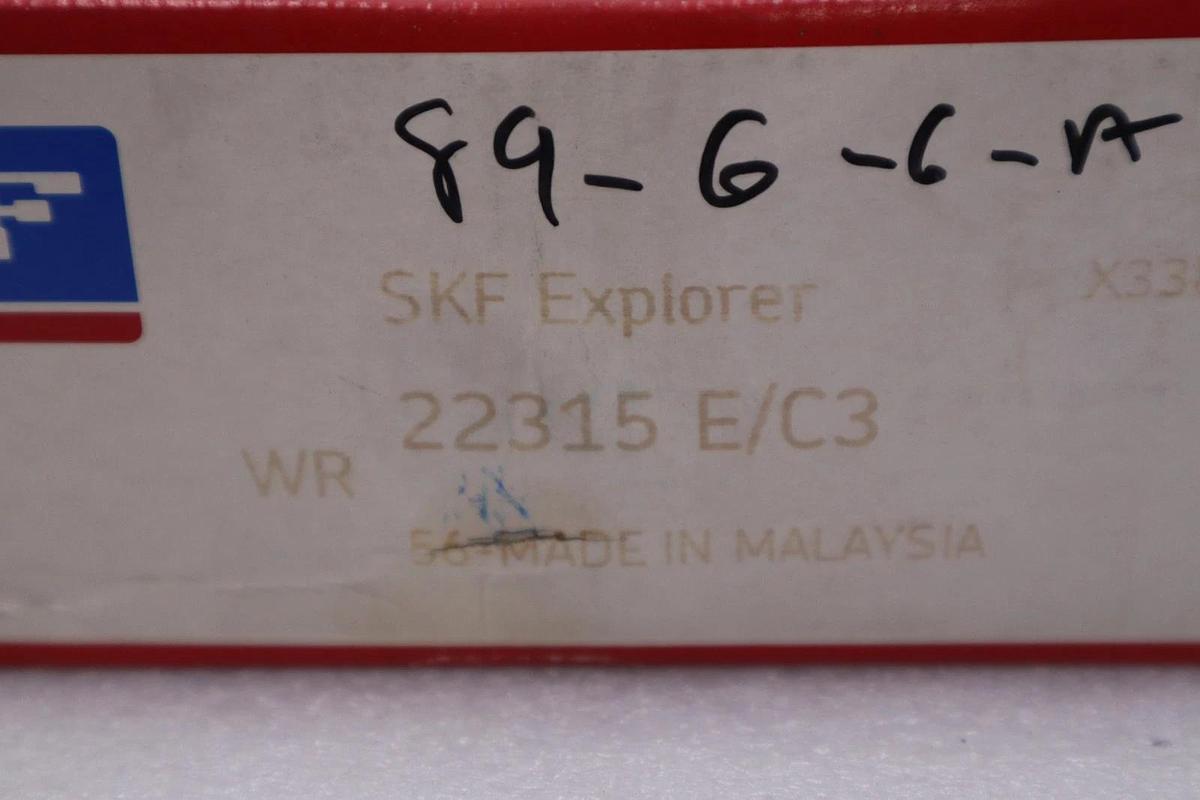 89-6-6-A
SKF Explorer
22315 E/C3
WR
56-MADE IN MALAYSIA